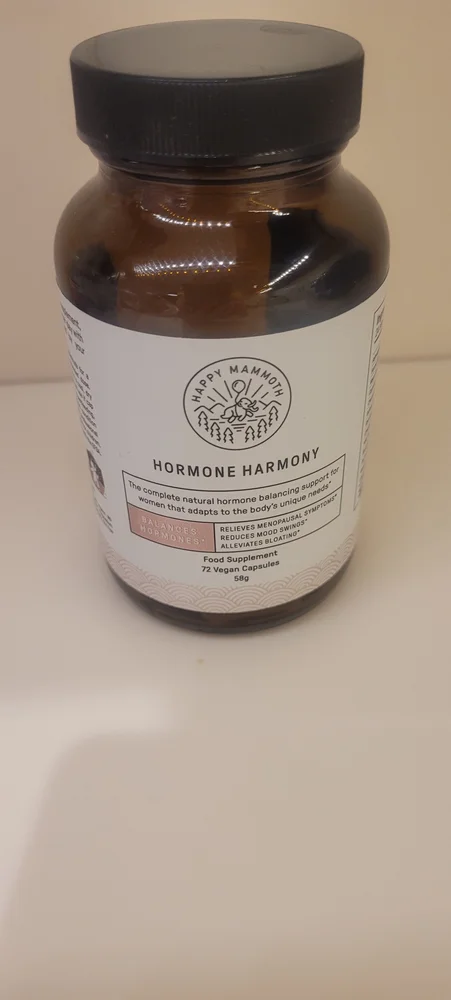 HAPPY MAMMOTH
HORMONE HARMONY
The complete natural hormone balancing support for
women that adapts to the body's unique needs*
BALANCES
HORMONES*
RELIEVES MENOPAUSAL SYMPTOMS*
REDUCES MOOD SWINGS*
ALLEVIATES BLOATING*
Food Supplement
72 Vegan Capsules
58g